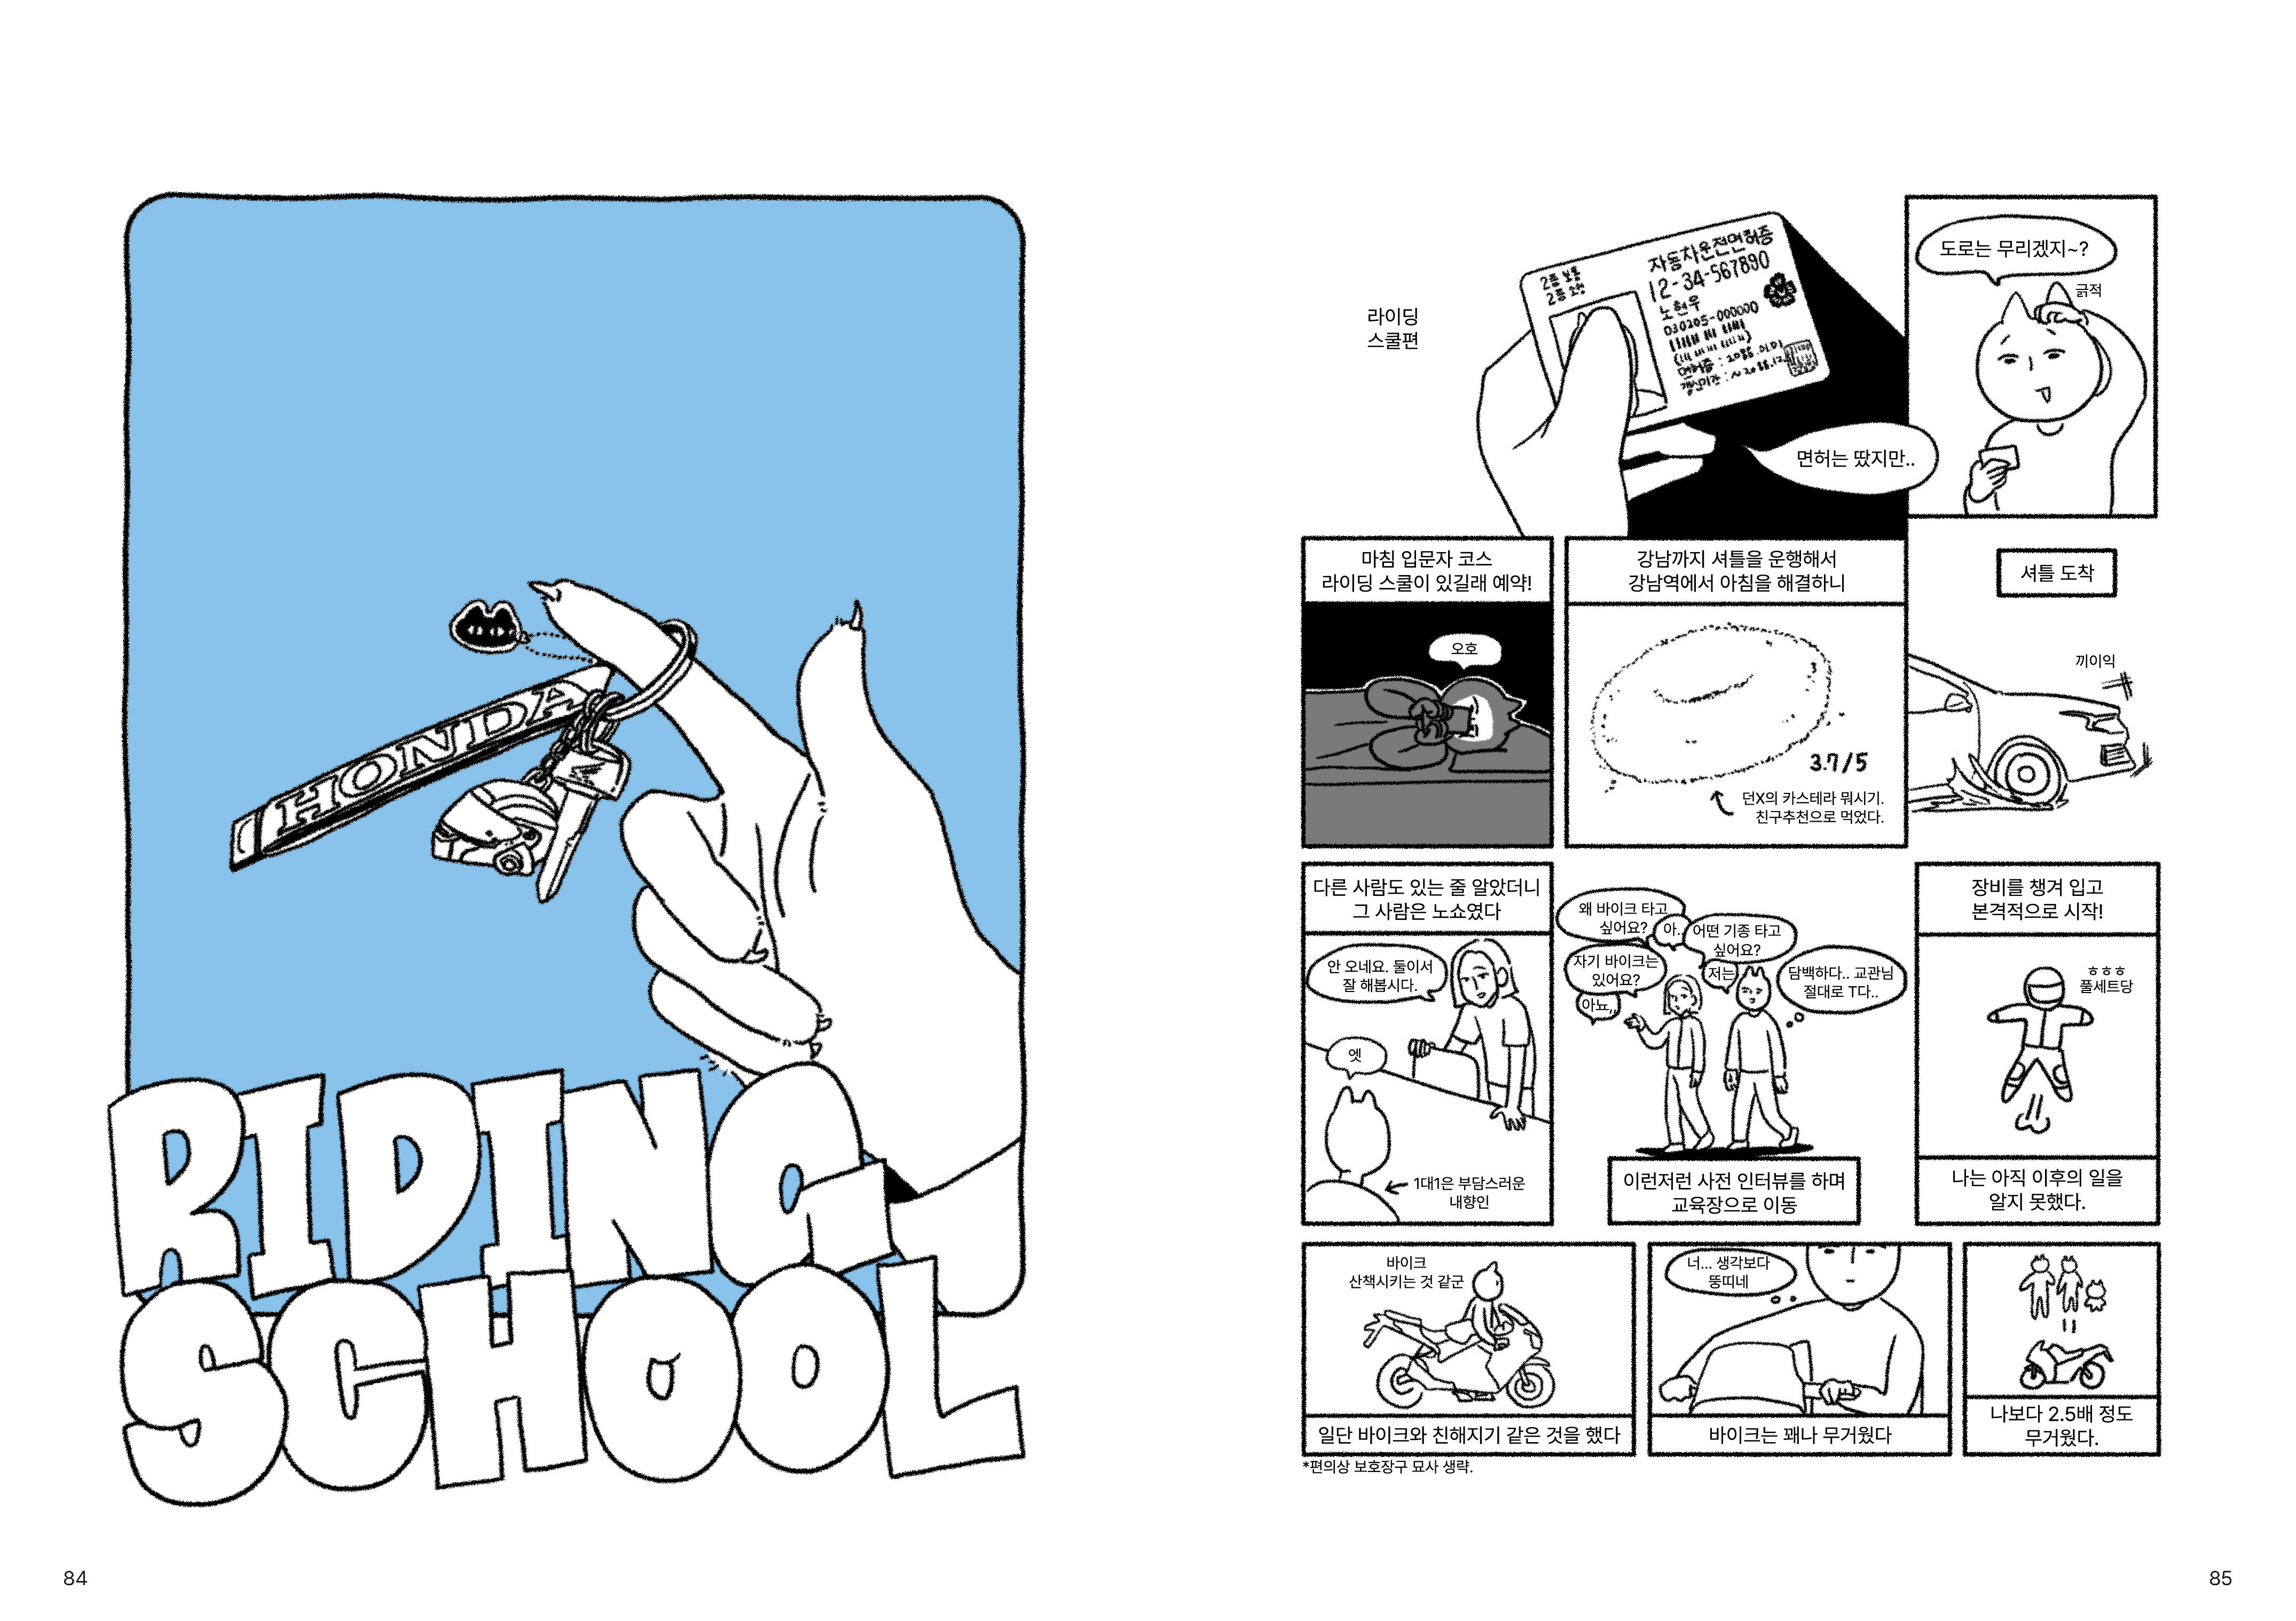 HONDA
RIDING
SCHOOL
84
라이딩
스쿨편
2종 보통
2종 소형
자동차운전면허증
12-34-567890
노현우
030205-000000
면허는 땄지만..
도로는 무리겠지~?
긁적
마침 입문자 코스
라이딩 스쿨이 있길래 예약!
오호
강남까지 셔틀을 운행해서
강남역에서 아침을 해결하니
3.7/5
던X의 카스테라 뭐시기.
친구추천으로 먹었다.
셔틀 도착
끼이익
다른 사람도 있는 줄 알았더니
그 사람은 노쇼였다
안 오네요. 둘이서
잘 해봅시다.
엣
1대1은 부담스러운
내향인
왜 바이크 타고
싶어요?
아..
어떤 기종 타고
싶어요?
자기 바이크는
있어요?
저는
아뇨,,
담백하다.. 교관님
절대로 T다..
이런저런 사전 인터뷰를 하며
교육장으로 이동
장비를 챙겨 입고
본격적으로 시작!
ㅎㅎㅎ
풀세트당
나는 아직 이후의 일을
알지 못했다.
바이크
산책시키는 것 같군
일단 바이크와 친해지기 같은 것을 했다
*편의상 보호장구 묘사 생략.
너... 생각보다
뚱띠네
바이크는 꽤나 무거웠다
나보다 2.5배 정도
무거웠다.
85